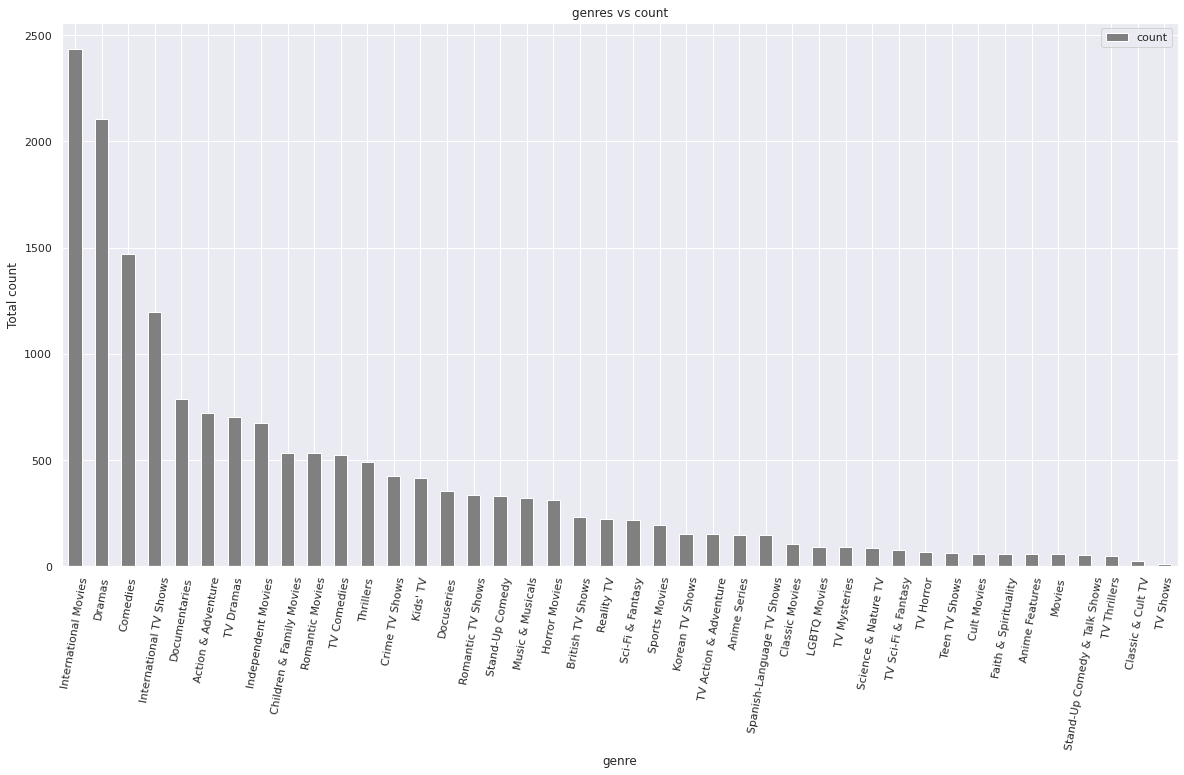 genres vs count
count
2500
2000
1500
1000
500
0
Total count
International Movies
Dramas
Comedies
International TV Shows
Documentaries
Action & Adventure
TV Dramas
Independent Movies
Children & Family Movies
Romantic Movies
TV Comedies
Thrillers
Crime TV Shows
Kids' TV
Docuseries
Romantic TV Shows
Stand-Up Comedy
Music & Musicals
Horror Movies
British TV Shows
Reality TV
Sci-Fi & Fantasy
Sports Movies
Korean TV Shows
TV Action & Adventure
Anime Series
Spanish-Language TV Shows
Classic Movies
LGBTQ Movies
TV Mysteries
Science & Nature TV
TV Sci-Fi & Fantasy
TV Horror
Teen TV Shows
Cult Movies
Faith & Spirituality
Anime Features
Movies
Stand-Up Comedy & Talk Shows
TV Thrillers
Classic & Cult TV
TV Shows
genre